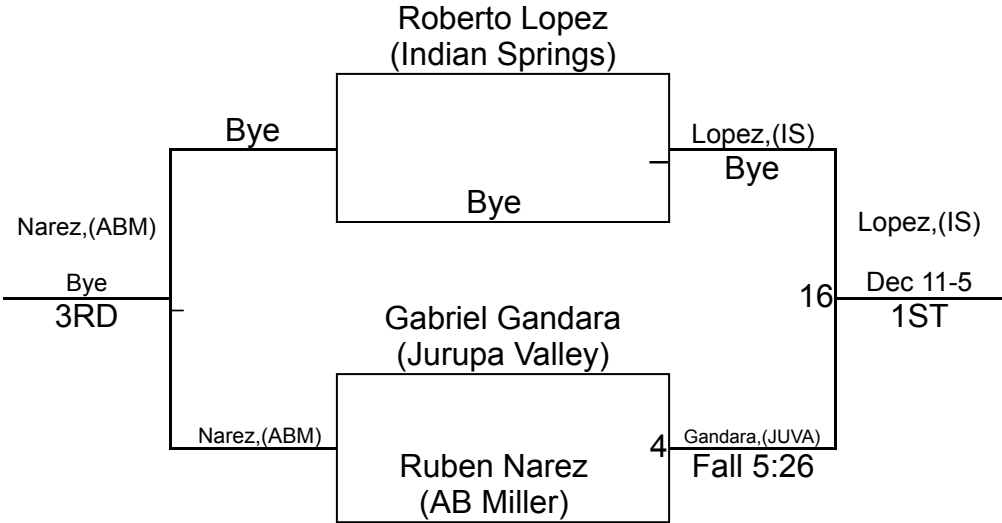 Roberto Lopez
(Indian Springs)
Bye
Lopez,(IS)
Bye
Bye
Narez,(ABM)
Lopez,(IS)
Bye
3RD
16
Dec 11-5
1ST
Gabriel Gandara
(Jurupa Valley)
Narez,(ABM)
4
Gandara,(JUVA)
Fall 5:26
Ruben Narez
(AB Miller)